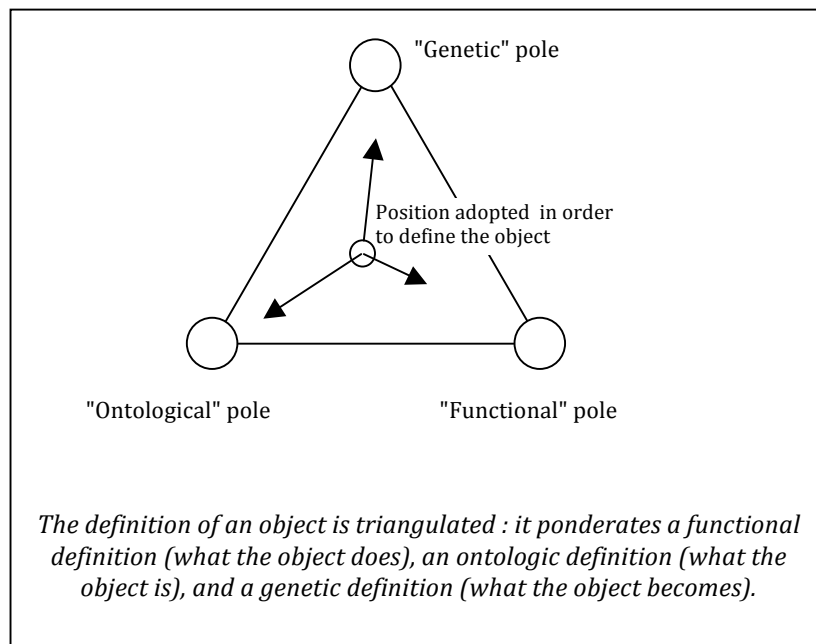 "Genetic" pole
Position adopted in order
to define the object
"Ontological" pole
"Functional" pole
The definition of an object is triangulated : it ponderates a functional
definition (what the object does), an ontologic definition (what the
object is), and a genetic definition (what the object becomes).